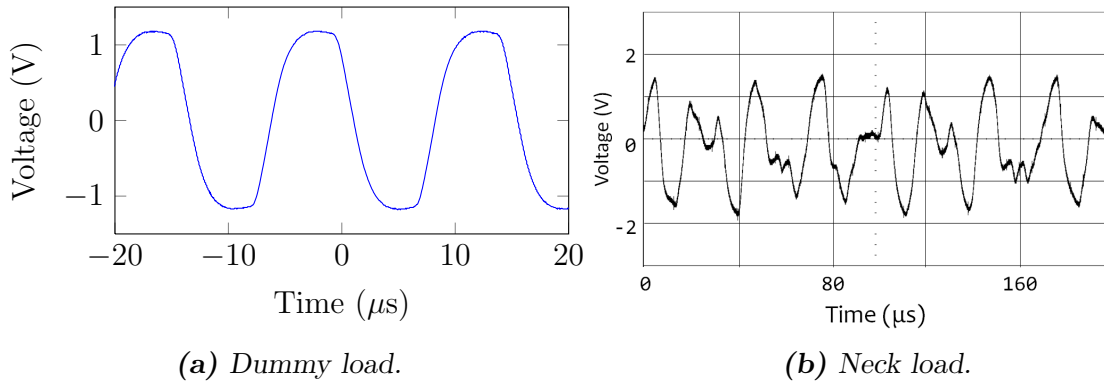 1
0
−1
Voltage (V)
−20
−10
0
10
20
Time (μs)
(a) Dummy load.
2
0
-2
Voltage (V)
0
80
160
Time (μs)
(b) Neck load.